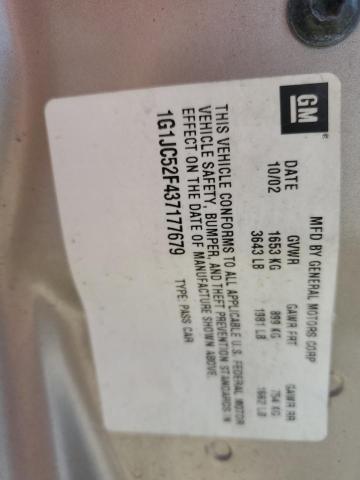 GM
MFD BY GENERAL MOTORS CORP
DATE GVWR GAWR FRT GAWR RR
10/02 1653 KG 899 KG 754 KG
3643 LB 1981 LB 1662 LB
THIS VEHICLE CONFORMS TO ALL APPLICABLE U.S. FEDERAL MOTOR
VEHICLE SAFETY, BUMPER, AND THEFT PREVENTION STANDARDS IN
EFFECT ON THE DATE OF MANUFACTURE SHOWN ABOVE.
1G1JC52F437177679 TYPE: PASS CAR